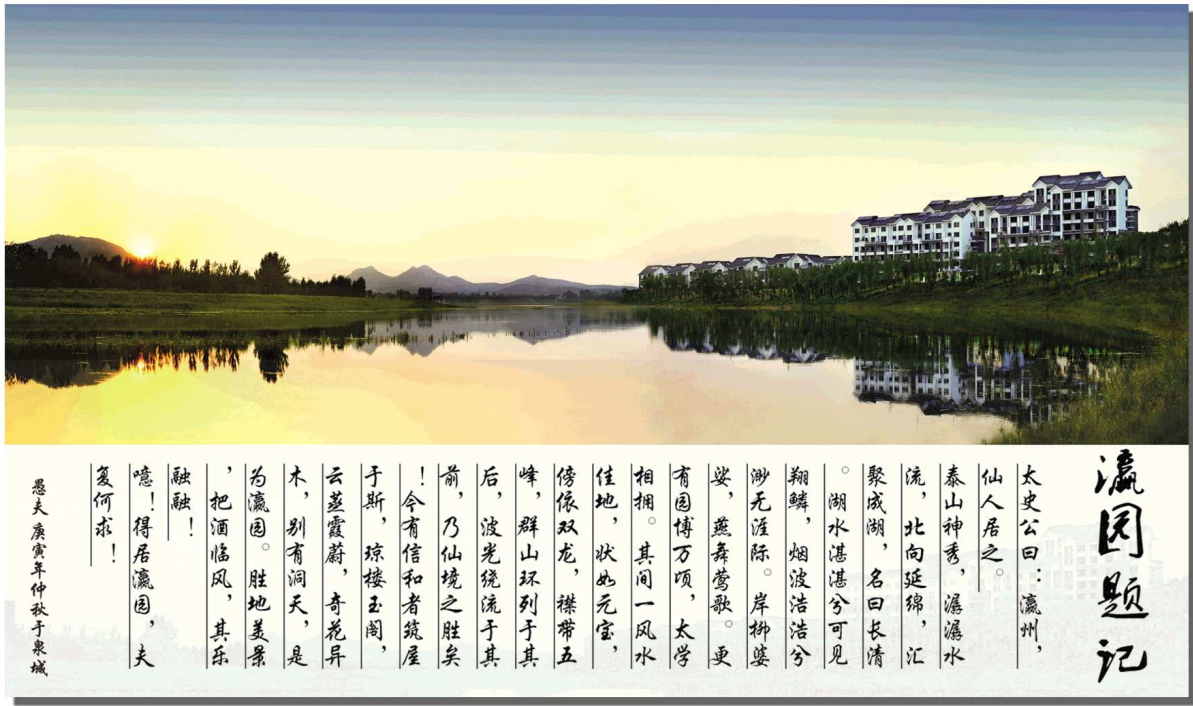 瀛园题记
太史公曰：瀛州，
仙人居之。
泰山神秀，潺潺水
流，北向延绵，汇
聚成湖，名曰长清
。湖水湛湛兮可见
翔鳞，烟波浩浩兮
渺无涯际。岸柳婆
娑，燕舞莺歌。更
有园博万顷，太学
相拥。其间一风水
佳地，状如元宝，
傍依双龙，襟带五
峰，群山环列于其
后，波光绕流于其
前，乃仙境之胜矣
！今有信和者筑屋
于斯，琼楼玉阁，
云蒸霞蔚，奇花异
木，别有洞天，是
为瀛园。胜地美景
，把酒临风，其乐
融融！
噫！得居瀛园，夫
复何求！
愚夫 庚寅年仲秋于泉城